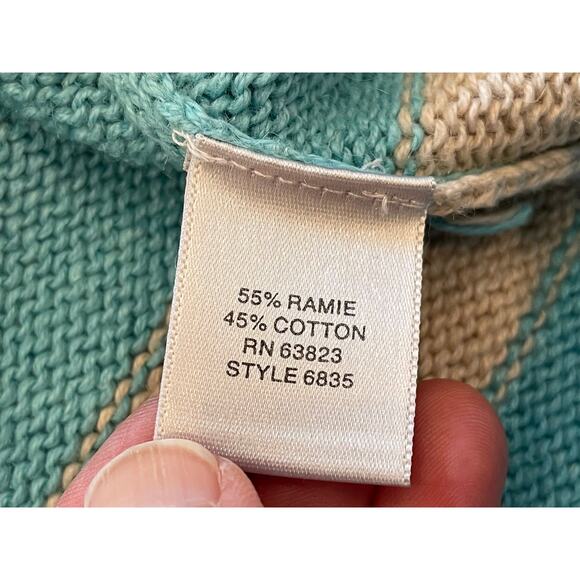 55% RAMIE
45% COTTON
RN 63823
STYLE 6835